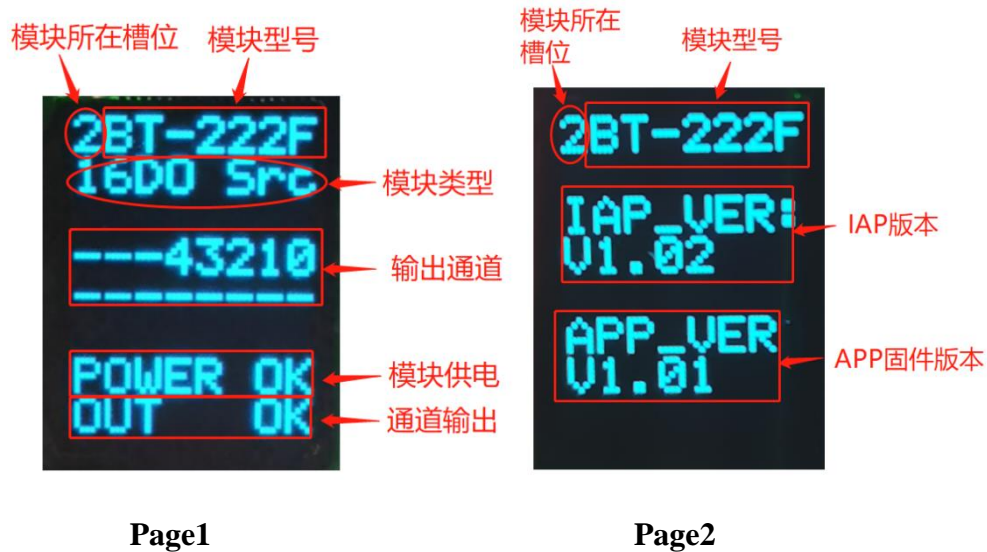 模块所在槽位
模块型号
2BT-222F
16DO Src
模块类型
---43210
--------
输出通道
POWER OK
模块供电
OUT OK
通道输出
Page1
模块所在
槽位
模块型号
2BT-222F
IAP_VER:
V1.02
IAP版本
APP_VER
V1.01
APP固件版本
Page2